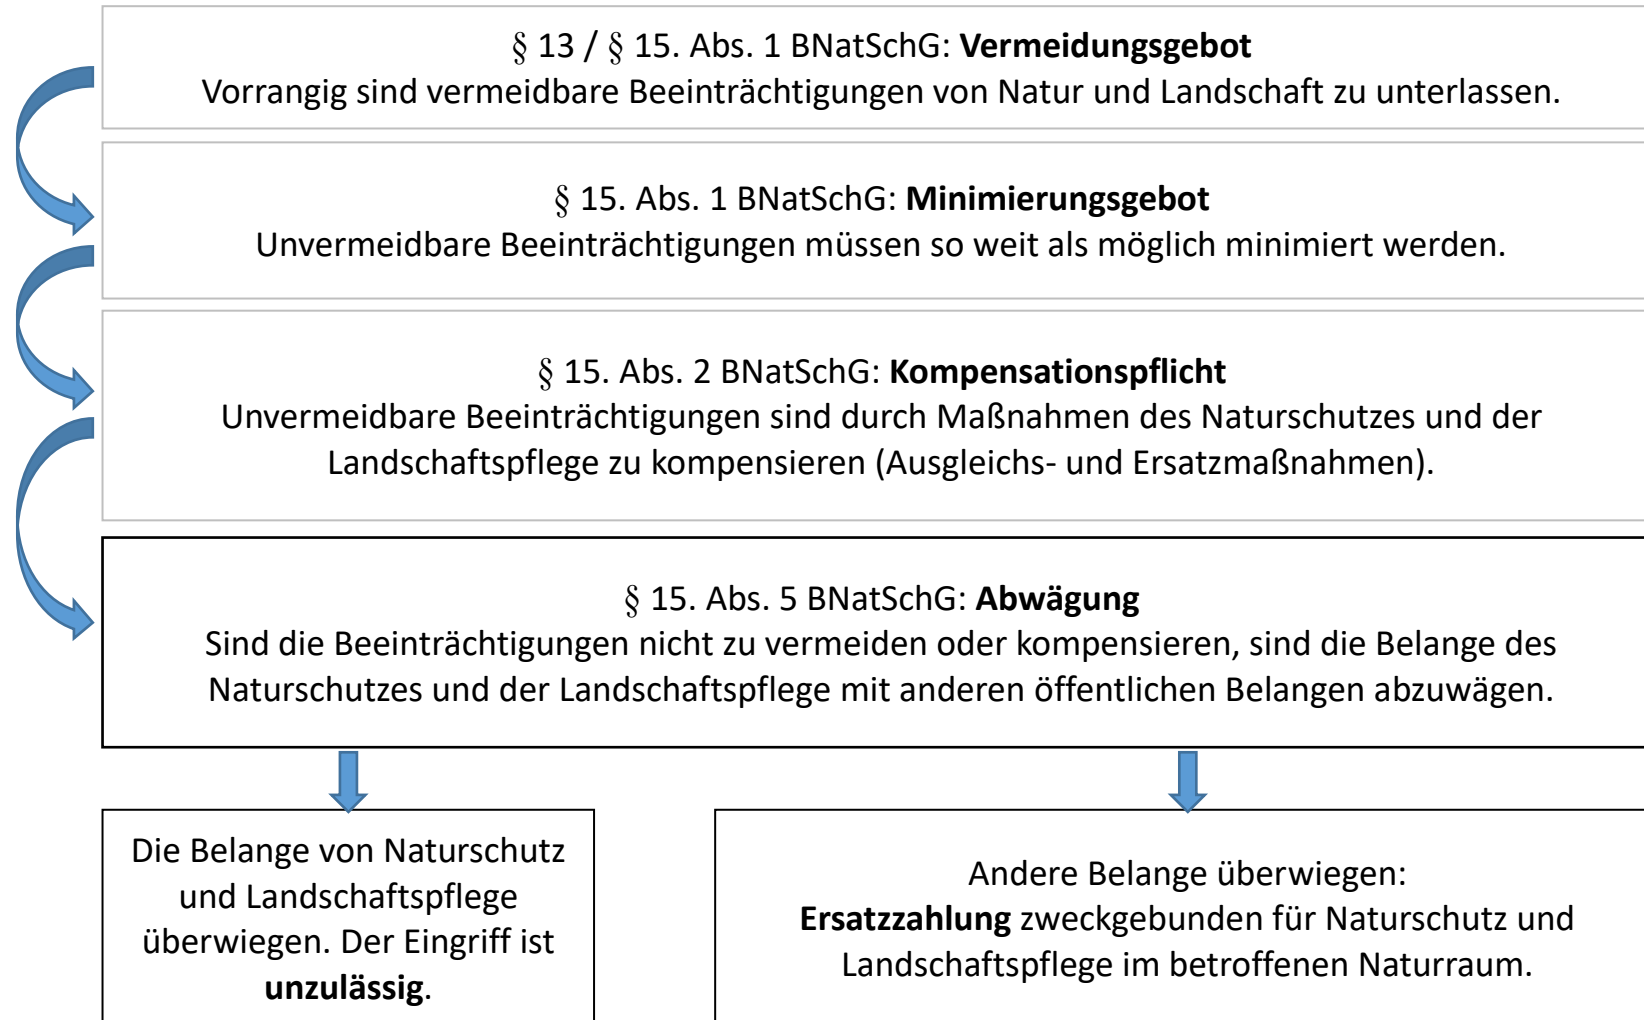 § 13 / § 15. Abs. 1 BNatSchG: Vermeidungsgebot
Vorrangig sind vermeidbare Beeinträchtigungen von Natur und Landschaft zu unterlassen.
§ 15. Abs. 1 BNatSchG: Minimierungsgebot
Unvermeidbare Beeinträchtigungen müssen so weit als möglich minimiert werden.
§ 15. Abs. 2 BNatSchG: Kompensationspflicht
Unvermeidbare Beeinträchtigungen sind durch Maßnahmen des Naturschutzes und der
Landschaftspflege zu kompensieren (Ausgleichs- und Ersatzmaßnahmen).
§ 15. Abs. 5 BNatSchG: Abwägung
Sind die Beeinträchtigungen nicht zu vermeiden oder kompensieren, sind die Belange des
Naturschutzes und der Landschaftspflege mit anderen öffentlichen Belangen abzuwägen.
Die Belange von Naturschutz
und Landschaftspflege
überwiegen. Der Eingriff ist
unzulässig.
Andere Belange überwiegen:
Ersatzzahlung zweckgebunden für Naturschutz und
Landschaftspflege im betroffenen Naturraum.